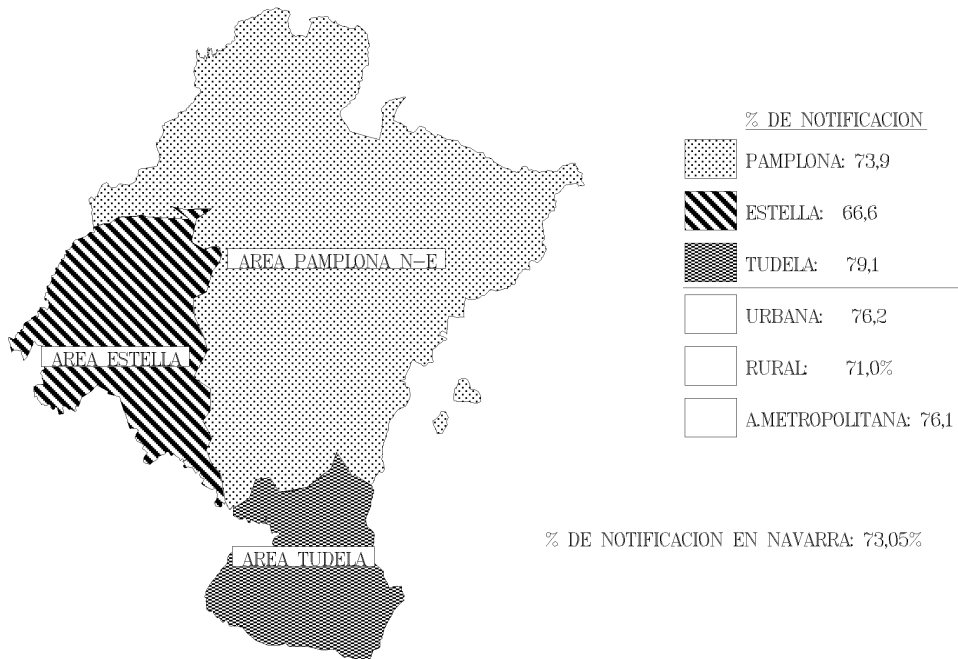 % DE NOTIFICACION
PAMPLONA: 73,9
ESTELLA: 66,6
TUDELA: 79,1
URBANA: 76,2
RURAL: 71,0%
A.METROPOLITANA: 76,1
AREA PAMPLONA N-E
AREA ESTELLA
AREA TUDELA
% DE NOTIFICACION EN NAVARRA: 73,05%